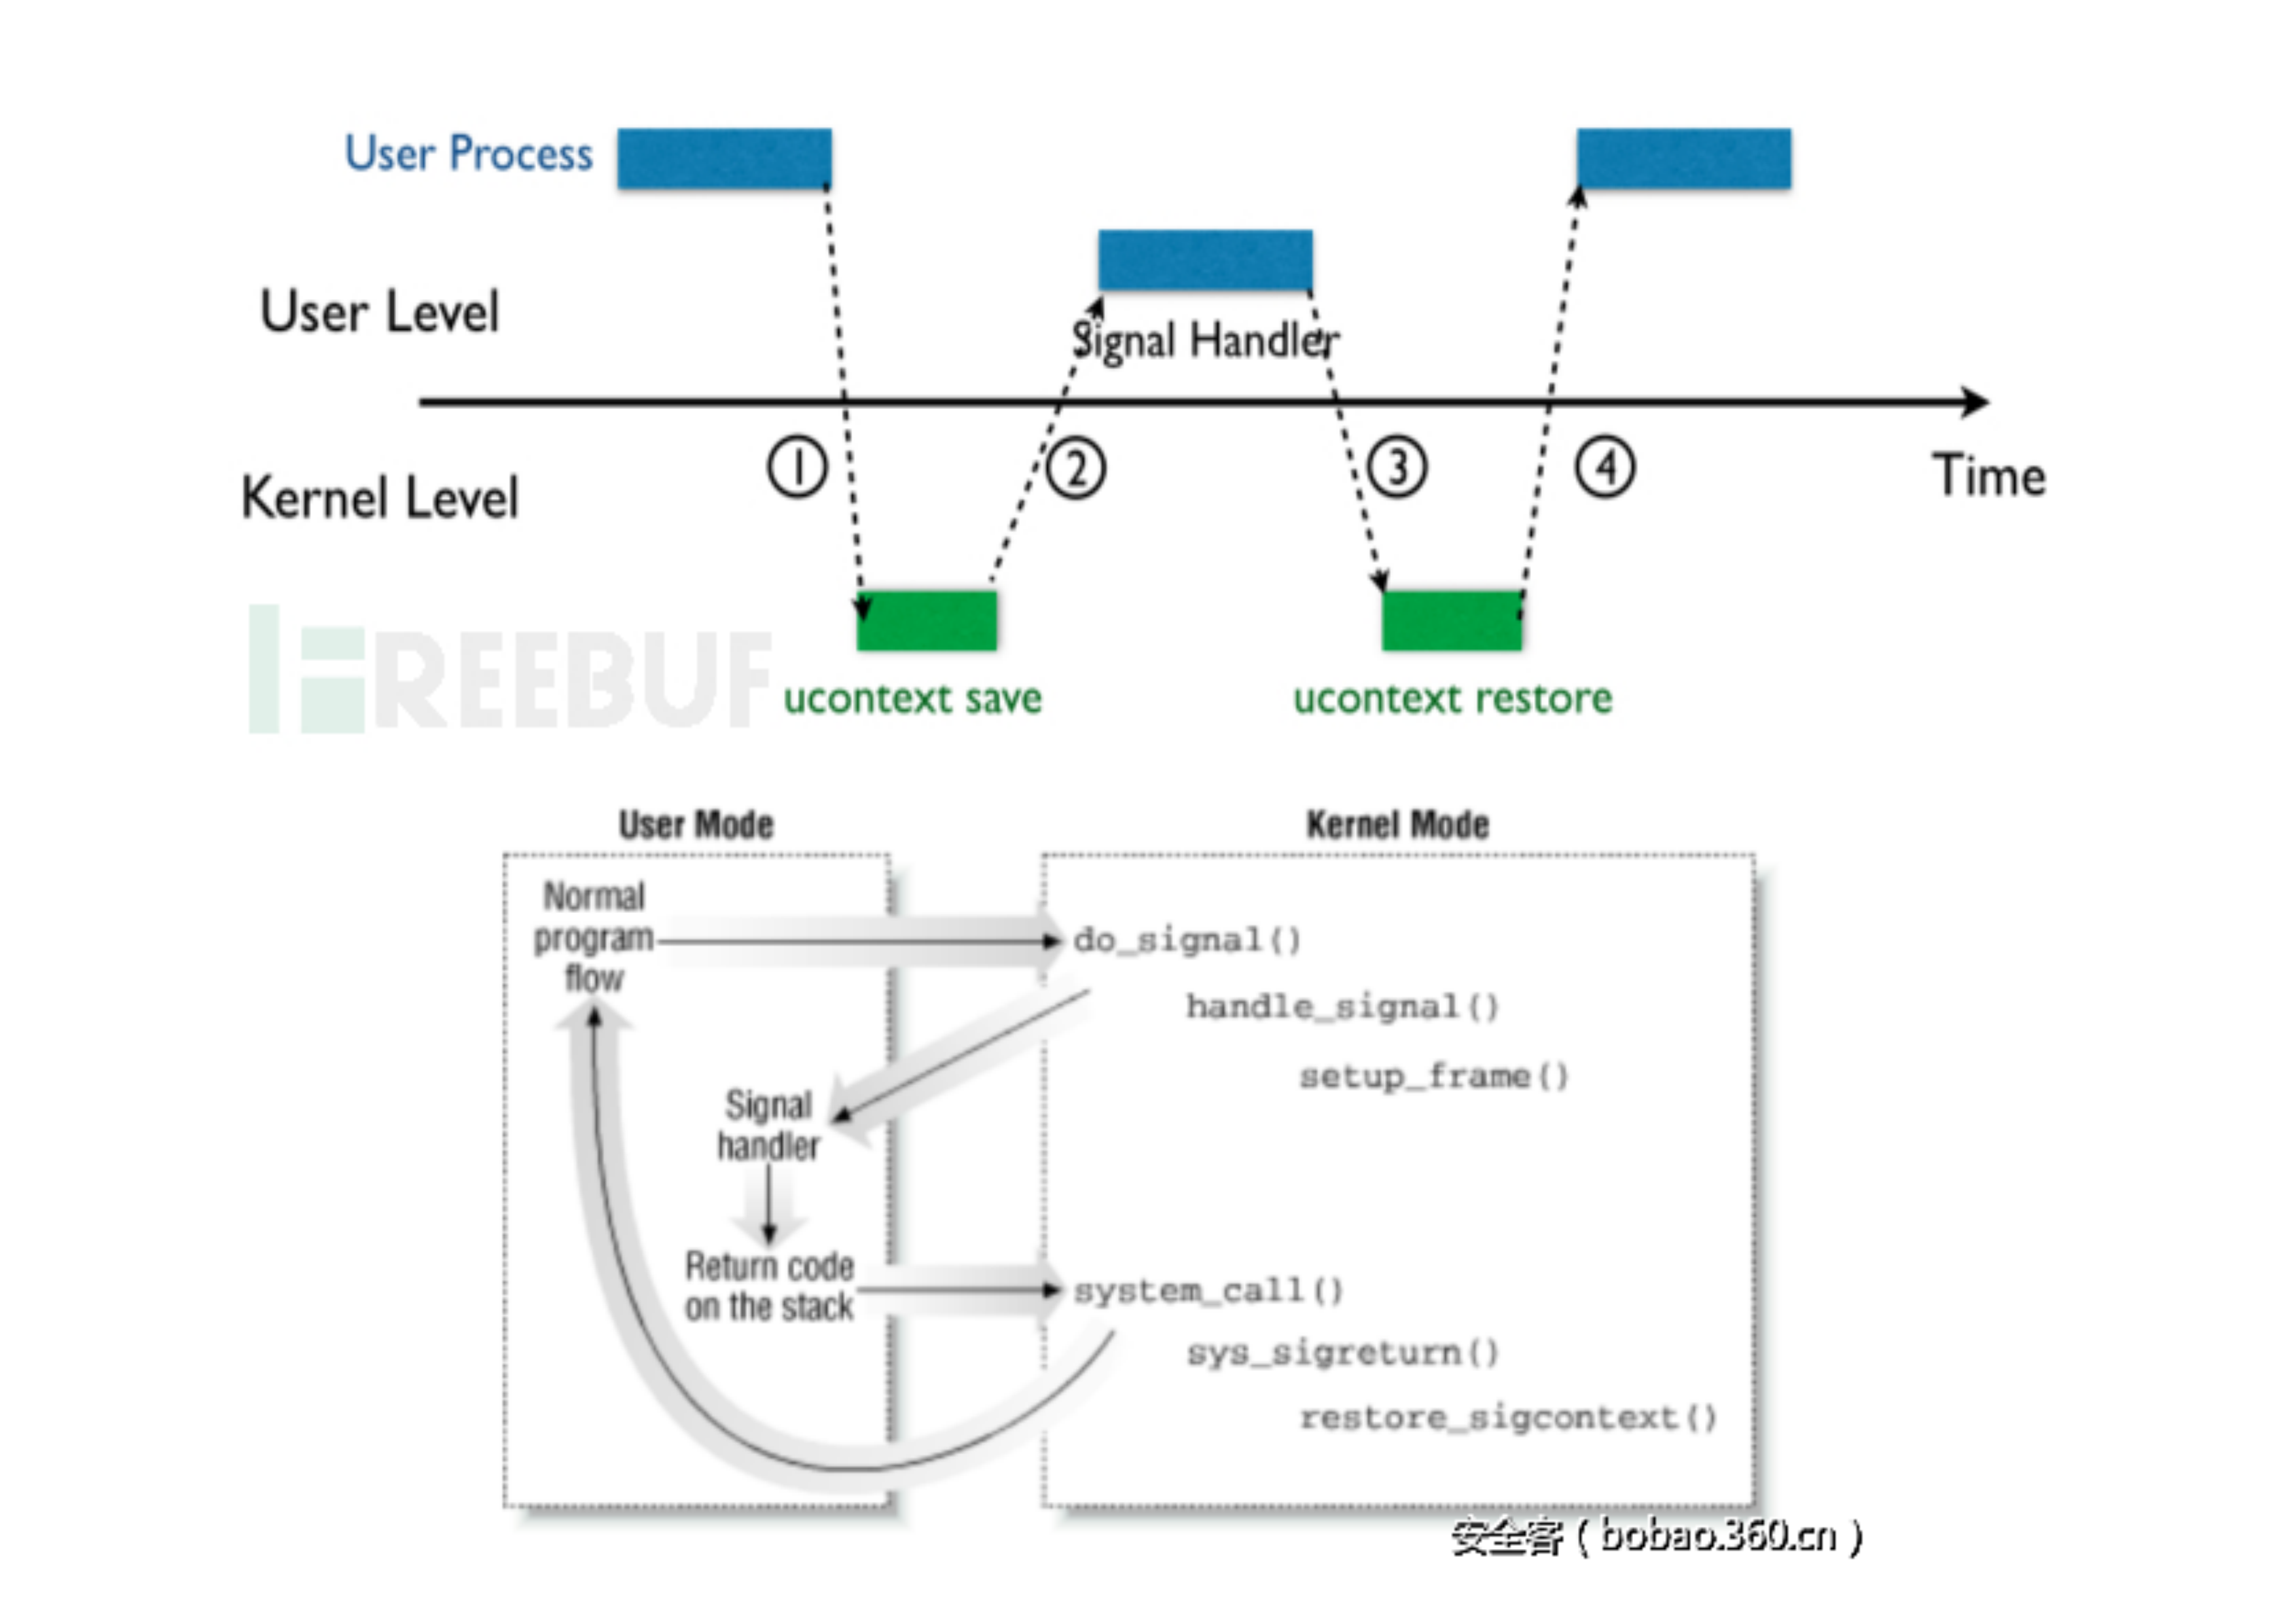 User Process
User Level
Signal Handler
① ② ③ ④
Kernel Level
Time
FREEBUF
ucontext save
ucontext restore
User Mode
Kernel Mode
Normal
program
flow
do_signal()
handle_signal()
setup_frame()
Signal
handler
Return code
on the stack
system_call()
sys_sigreturn()
restore_sigcontext()
安全客（bobao.360.cn）